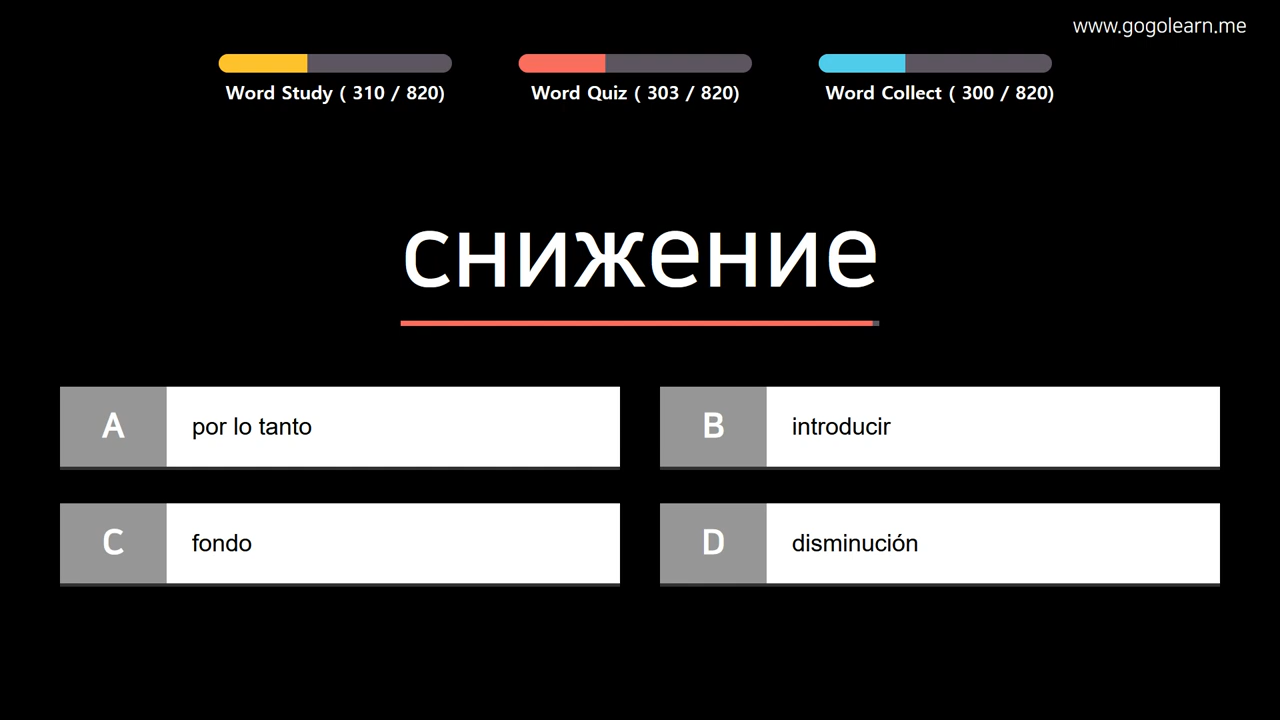 www.gogolearn.me
Word Study ( 310 / 820)
Word Quiz ( 303 / 820)
Word Collect ( 300 / 820)
снижение
A
por lo tanto
B
introducir
C
fondo
D
disminución